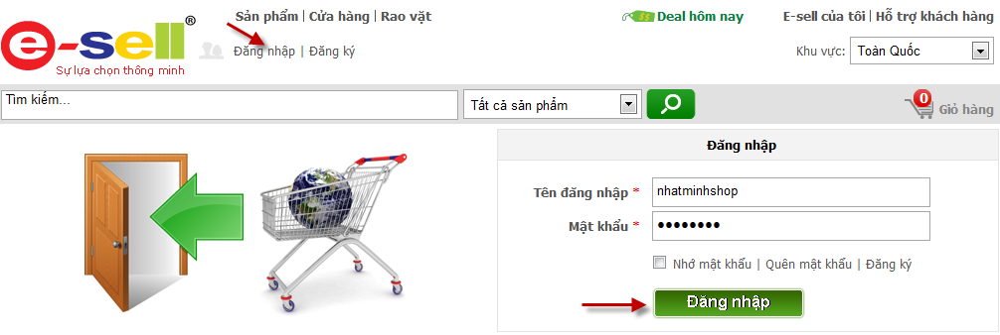 Sản phẩm | Cửa hàng | Rao vặt
$$ Deal hôm nay
E-sell của tôi | Hỗ trợ khách hàng
e-sell®
Sự lựa chọn thông minh
Đăng nhập | Đăng ký
Khu vực: Toàn Quốc
Tìm kiếm...
Tất cả sản phẩm
0
Giỏ hàng
Đăng nhập
Tên đăng nhập * nhatminhshop
Mật khẩu * ••••••••
Nhớ mật khẩu | Quên mật khẩu | Đăng ký
Đăng nhập